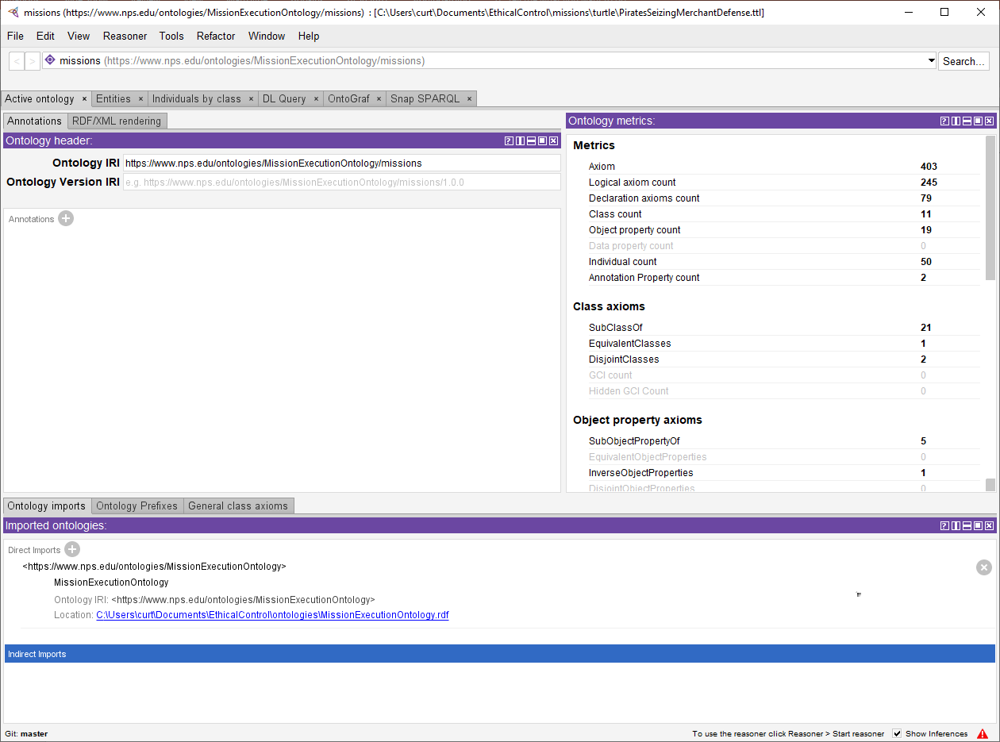 missions (https://www.nps.edu/ontologies/MissionExecutionOntology/missions) : [C:\Users\curt\Documents\EthicalControl\missions\turtle\PiratesSeizingMerchantDefense.ttl]
File Edit View Reasoner Tools Refactor Window Help
< > missions (https://www.nps.edu/ontologies/MissionExecutionOntology/missions) Search...
Active ontology × Entities × Individuals by class × DL Query × OntoGraf × Snap SPARQL ×
Annotations RDF/XML rendering
Ontology header:
Ontology IRI https://www.nps.edu/ontologies/MissionExecutionOntology/missions
Ontology Version IRI e.g. https://www.nps.edu/ontologies/MissionExecutionOntology/missions/1.0.0
Annotations
Ontology metrics:
Metrics
Axiom 403
Logical axiom count 245
Declaration axioms count 79
Class count 11
Object property count 19
Data property count 0
Individual count 50
Annotation Property count 2
Class axioms
SubClassOf 21
EquivalentClasses 1
DisjointClasses 2
GCI count 0
Hidden GCI Count 0
Object property axioms
SubObjectPropertyOf 5
EquivalentObjectProperties 0
InverseObjectProperties 1
DisjointObjectProperties 0
Ontology imports Ontology Prefixes General class axioms
Imported ontologies:
Direct Imports
<https://www.nps.edu/ontologies/MissionExecutionOntology>
MissionExecutionOntology
Ontology IRI: <https://www.nps.edu/ontologies/MissionExecutionOntology>
Location: C:\Users\curt\Documents\EthicalControl\ontologies\MissionExecutionOntology.rdf
Indirect Imports
Git: master
To use the reasoner click Reasoner > Start reasoner Show Inferences